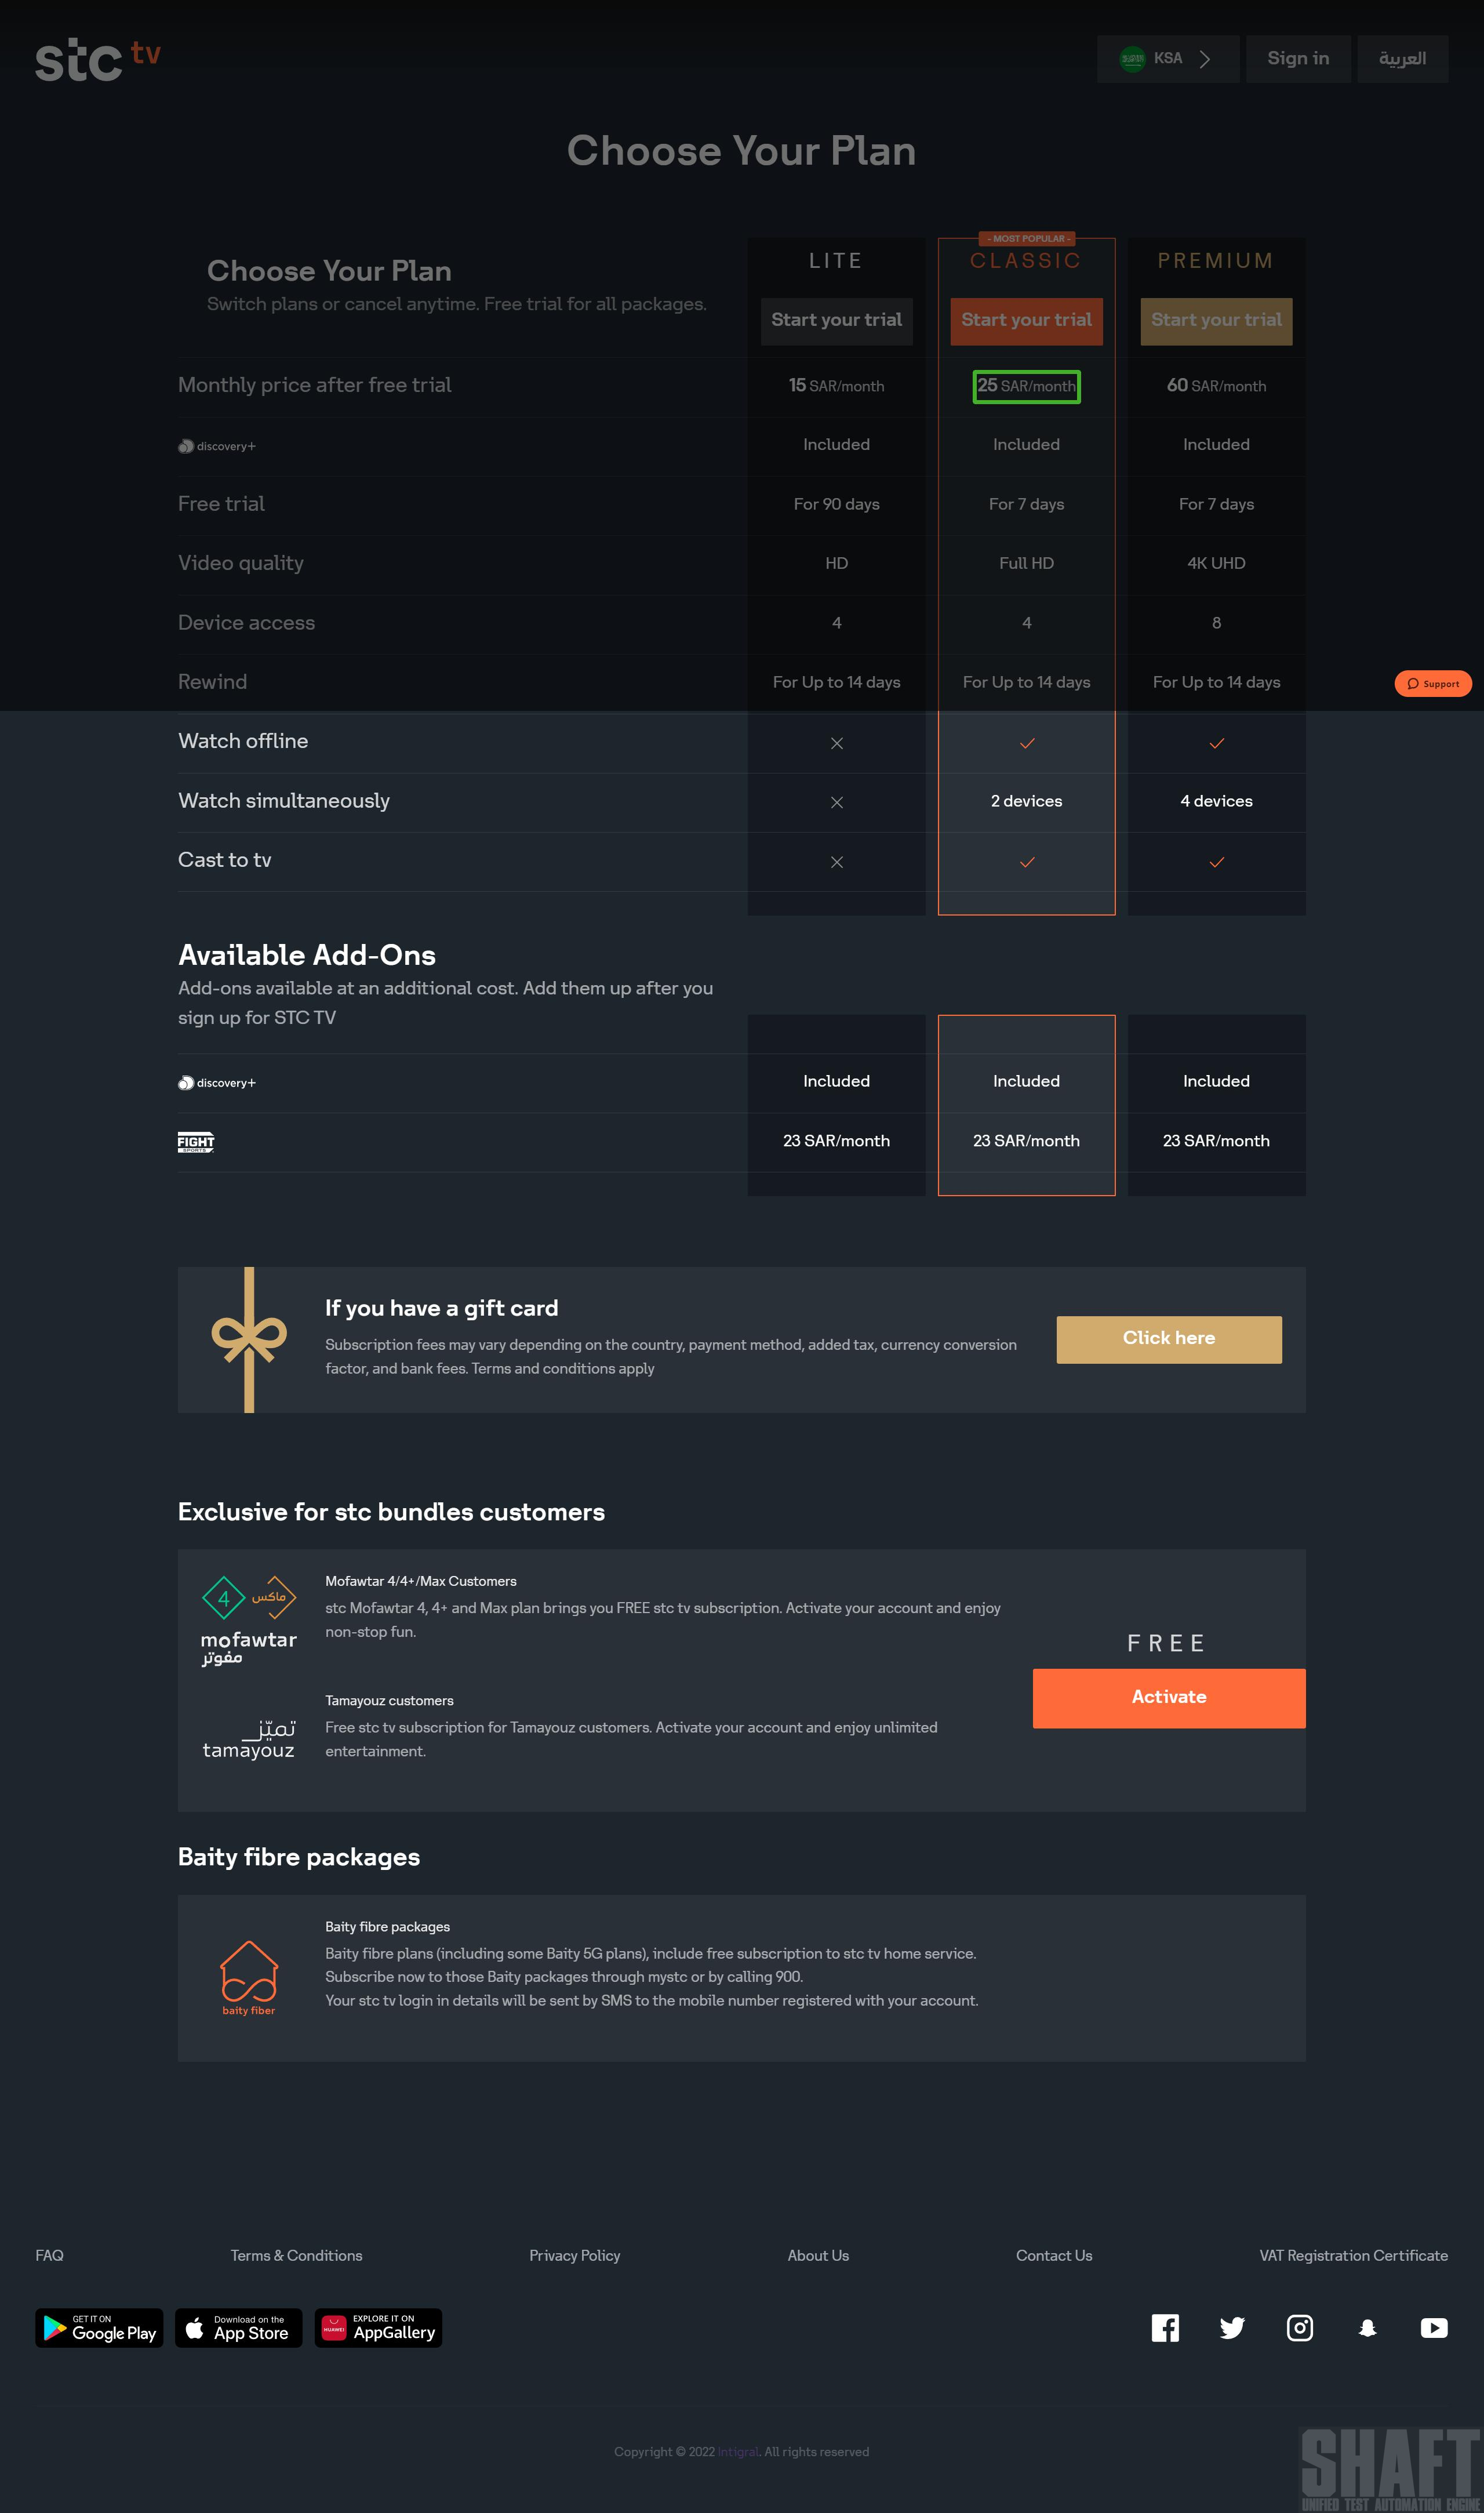 stc tv
KSA
Sign in
العربية
Choose Your Plan
- MOST POPULAR -
Choose Your Plan
LITE CLASSIC PREMIUM
Switch plans or cancel anytime. Free trial for all packages.
Start your trial Start your trial Start your trial
Monthly price after free trial 15 SAR/month 25 SAR/month 60 SAR/month
discovery+ Included Included Included
Free trial For 90 days For 7 days For 7 days
Video quality HD Full HD 4K UHD
Device access 4 4 8
Rewind For Up to 14 days For Up to 14 days For Up to 14 days
Support
Watch offline
Watch simultaneously 2 devices 4 devices
Cast to tv
Available Add-Ons
Add-ons available at an additional cost. Add them up after you
sign up for STC TV
discovery+ Included Included Included
FIGHT SPORTS 23 SAR/month 23 SAR/month 23 SAR/month
If you have a gift card
Subscription fees may vary depending on the country, payment method, added tax, currency conversion
factor, and bank fees. Terms and conditions apply
Click here
Exclusive for stc bundles customers
4 ماكس
mofawtar
مفوتر
Mofawtar 4/4+/Max Customers
stc Mofawtar 4, 4+ and Max plan brings you FREE stc tv subscription. Activate your account and enjoy
non-stop fun.
FREE
Activate
تميّز
tamayouz
Tamayouz customers
Free stc tv subscription for Tamayouz customers. Activate your account and enjoy unlimited
entertainment.
Baity fibre packages
baity fiber
Baity fibre packages
Baity fibre plans (including some Baity 5G plans), include free subscription to stc tv home service.
Subscribe now to those Baity packages through mystc or by calling 900.
Your stc tv login in details will be sent by SMS to the mobile number registered with your account.
FAQ Terms & Conditions Privacy Policy About Us Contact Us VAT Registration Certificate
GET IT ON
Google Play
Download on the
App Store
HUAWEI
EXPLORE IT ON
AppGallery
Copyright © 2022 Intigral. All rights reserved
SHAFT
UNIFIED TEST AUTOMATION ENGINE